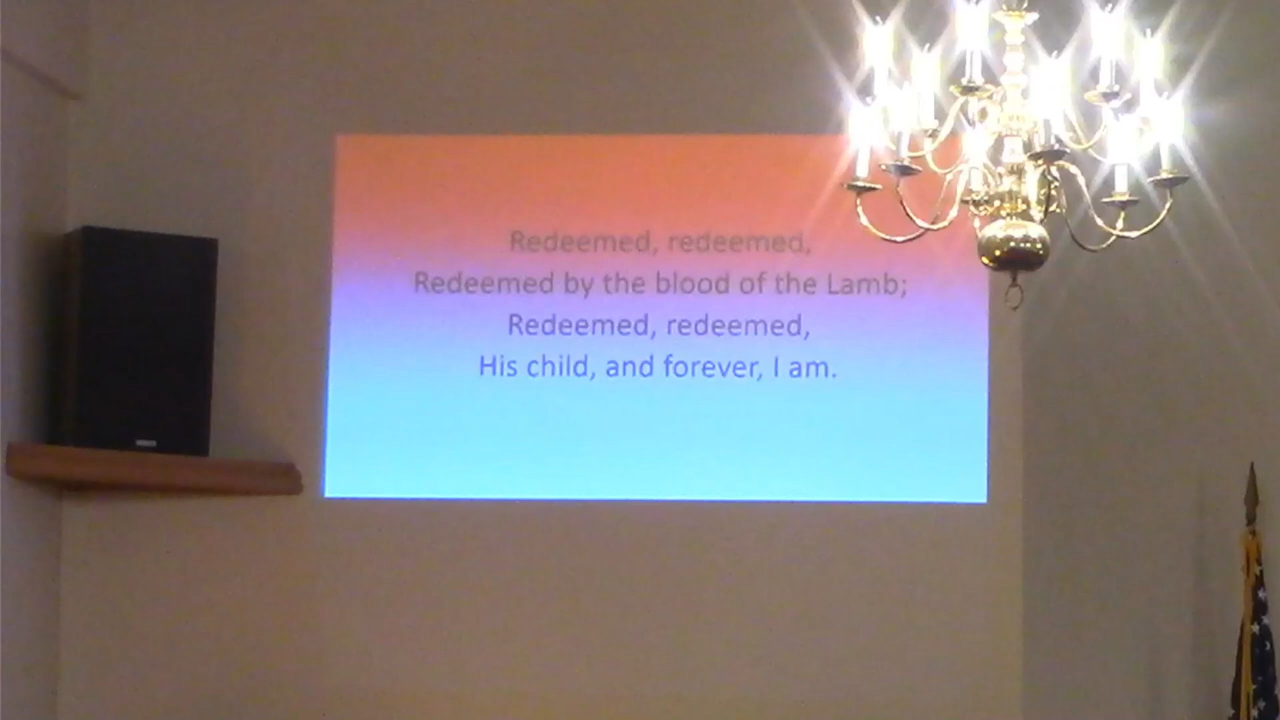 Redeemed, redeemed,
Redeemed by the blood of the Lamb;
Redeemed, redeemed,
His child, and forever, I am.